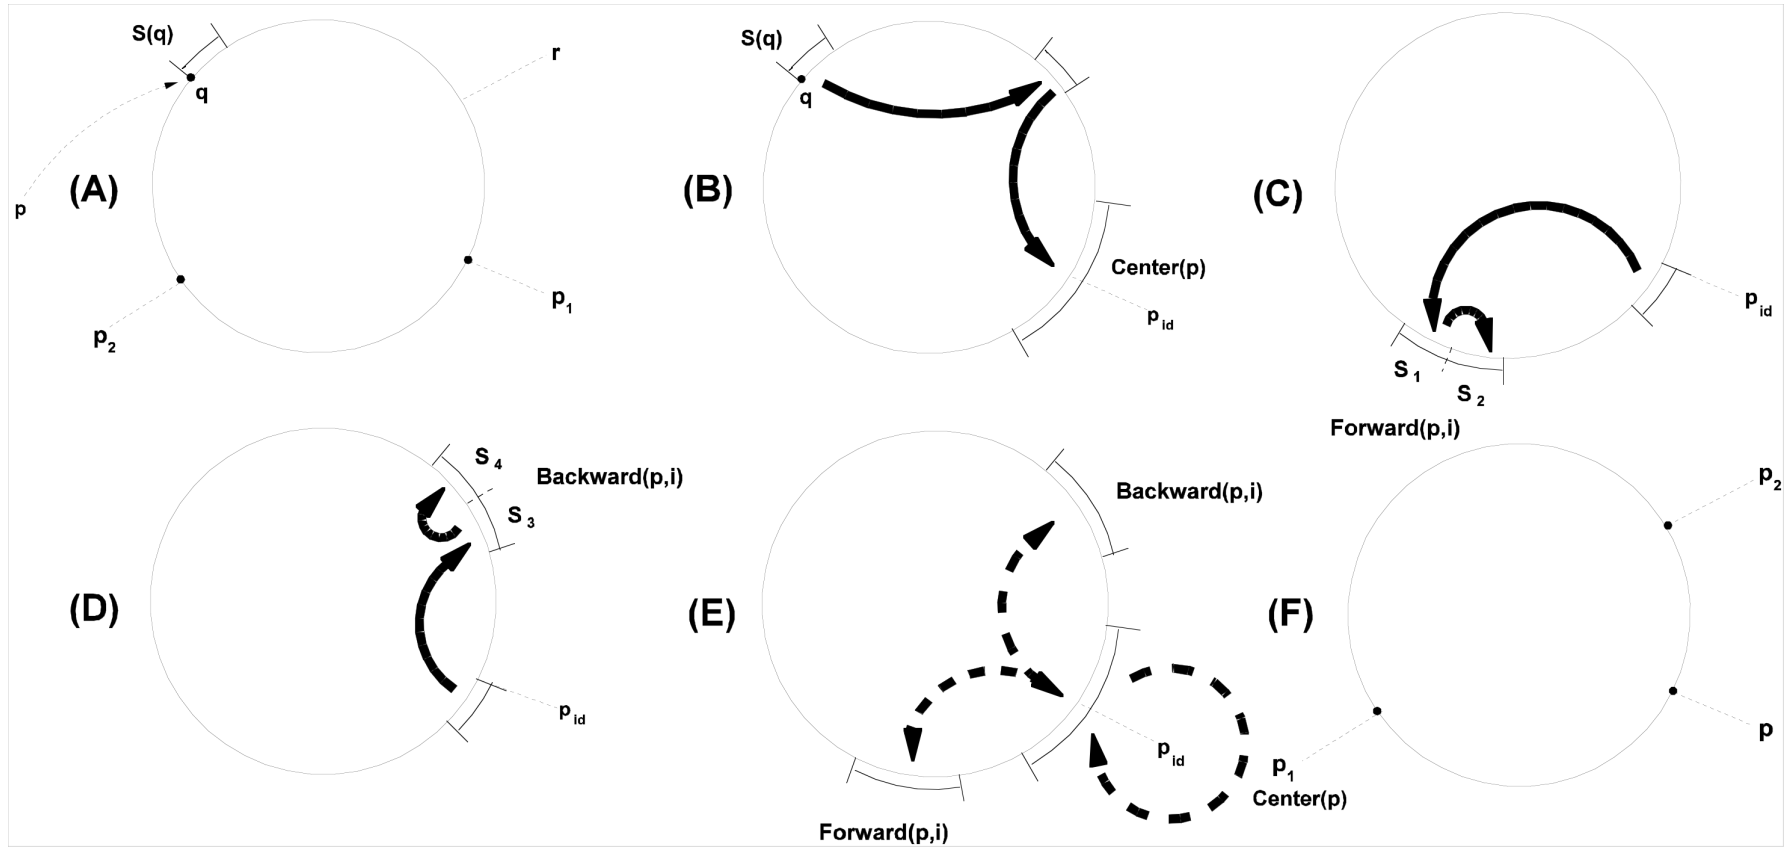 S(q)
r
q
(A)
p
p1
p2
S(q)
q
(B)
Center(p)
pid
(C)
pid
S1
S2
Forward(p,i)
S4
Backward(p,i)
S3
(D)
pid
Backward(p,i)
(E)
pid
Center(p)
Forward(p,i)
p2
(F)
p
p1